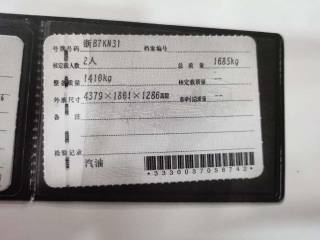 号牌号码 浙B7KN31 档案编号
核定载人数 2人 总质量 1685kg
整备质量 1410kg 核定载质量 --
外廓尺寸 4379×1861×1286mm 准牵引总质量 --
备注
检验记录
汽油
*3330037058742*